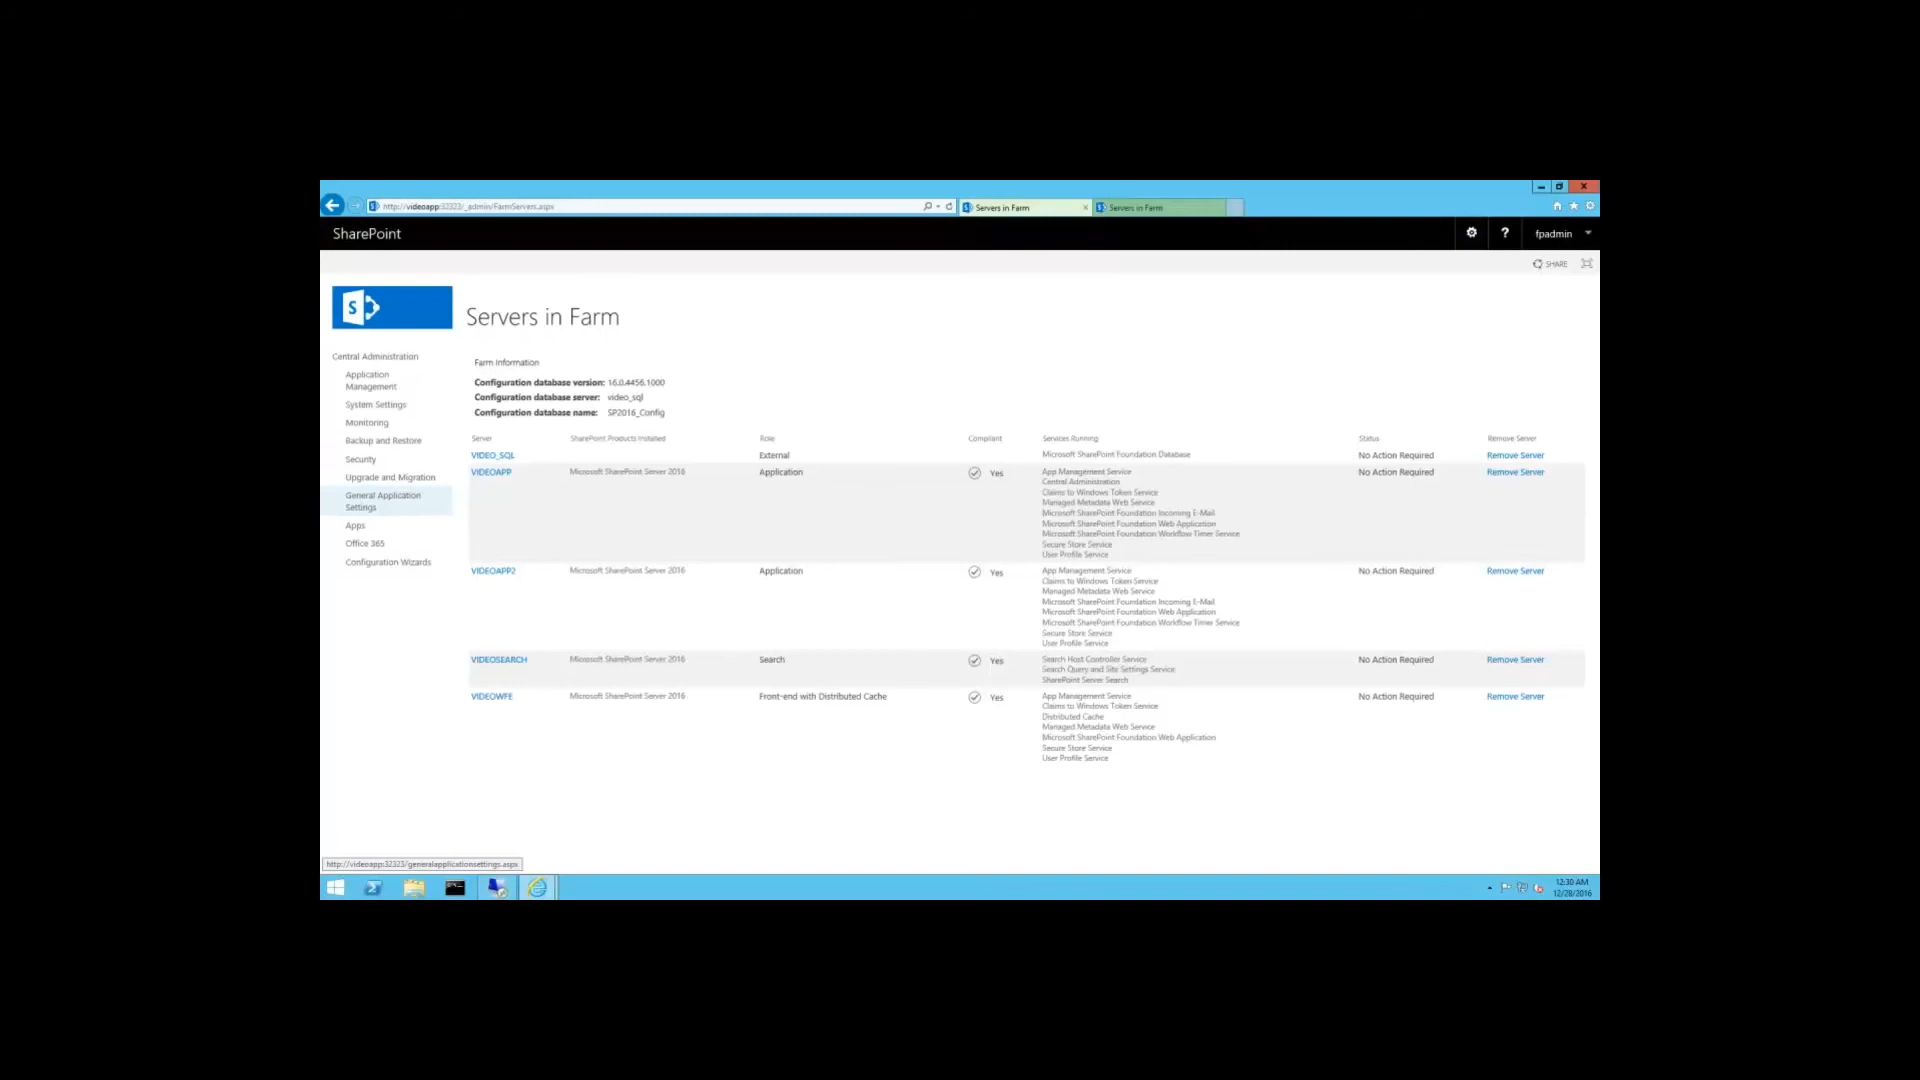 http://videoapp:32323/_admin/FarmServers.aspx
Servers in Farm
Servers in Farm
SharePoint
?
fpadmin
SHARE
S
Servers in Farm
Central Administration
Application
Management
System Settings
Monitoring
Backup and Restore
Security
Upgrade and Migration
General Application
Settings
Apps
Office 365
Configuration Wizards
Farm Information
Configuration database version: 16.0.4456.1000
Configuration database server: video_sql
Configuration database name: SP2016_Config
Server SharePoint Products Installed Role Compliant Services Running Status Remove Server
VIDEO_SQL External Microsoft SharePoint Foundation Database No Action Required Remove Server
VIDEOAPP Microsoft SharePoint Server 2016 Application Yes App Management Service No Action Required Remove Server
Central Administration
Claims to Windows Token Service
Managed Metadata Web Service
Microsoft SharePoint Foundation Incoming E-Mail
Microsoft SharePoint Foundation Web Application
Microsoft SharePoint Foundation Workflow Timer Service
Secure Store Service
User Profile Service
VIDEOAPP2 Microsoft SharePoint Server 2016 Application Yes App Management Service No Action Required Remove Server
Claims to Windows Token Service
Managed Metadata Web Service
Microsoft SharePoint Foundation Incoming E-Mail
Microsoft SharePoint Foundation Web Application
Microsoft SharePoint Foundation Workflow Timer Service
Secure Store Service
User Profile Service
VIDEOSEARCH Microsoft SharePoint Server 2016 Search Yes Search Host Controller Service No Action Required Remove Server
Search Query and Site Settings Service
SharePoint Server Search
VIDEOWFE Microsoft SharePoint Server 2016 Front-end with Distributed Cache Yes App Management Service No Action Required Remove Server
Claims to Windows Token Service
Distributed Cache
Managed Metadata Web Service
Microsoft SharePoint Foundation Web Application
Secure Store Service
User Profile Service
http://videoapp:32323/generalapplicationsettings.aspx
12:30 AM
12/28/2016